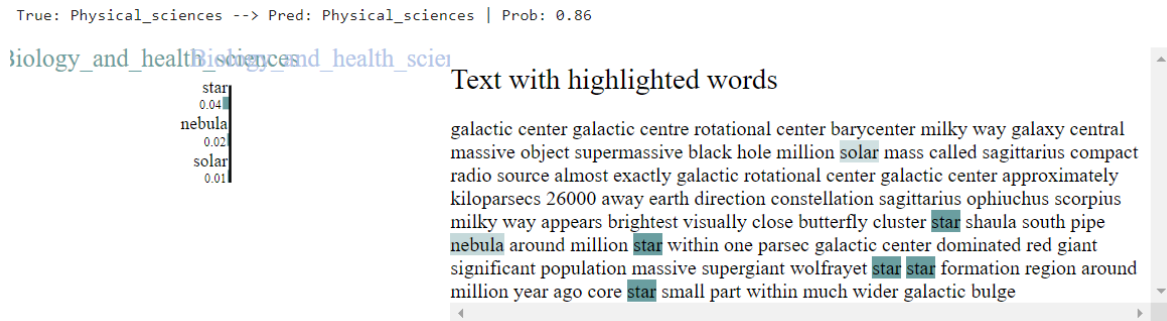 True: Physical_sciences --> Pred: Physical_sciences | Prob: 0.86
Biology_and_health_sciences
Biology_and_health_scien
star
0.04
nebula
0.02
solar
0.01
Text with highlighted words
galactic center galactic centre rotational center barycenter milky way galaxy central
massive object supermassive black hole million solar mass called sagittarius compact
radio source almost exactly galactic rotational center galactic center approximately
kiloparsecs 26000 away earth direction constellation sagittarius ophiuchus scorpius
milky way appears brightest visually close butterfly cluster star shaula south pipe
nebula around million star within one parsec galactic center dominated red giant
significant population massive supergiant wolfrayet star star formation region around
million year ago core star small part within much wider galactic bulge